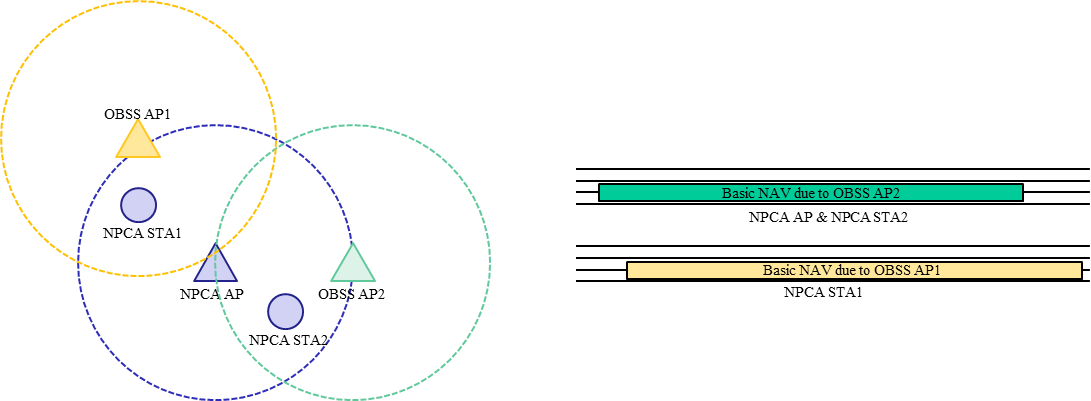 OBSS AP1
NPCA STA1
NPCA AP
OBSS AP2
NPCA STA2
Basic NAV due to OBSS AP2
NPCA AP & NPCA STA2
Basic NAV due to OBSS AP1
NPCA STA1